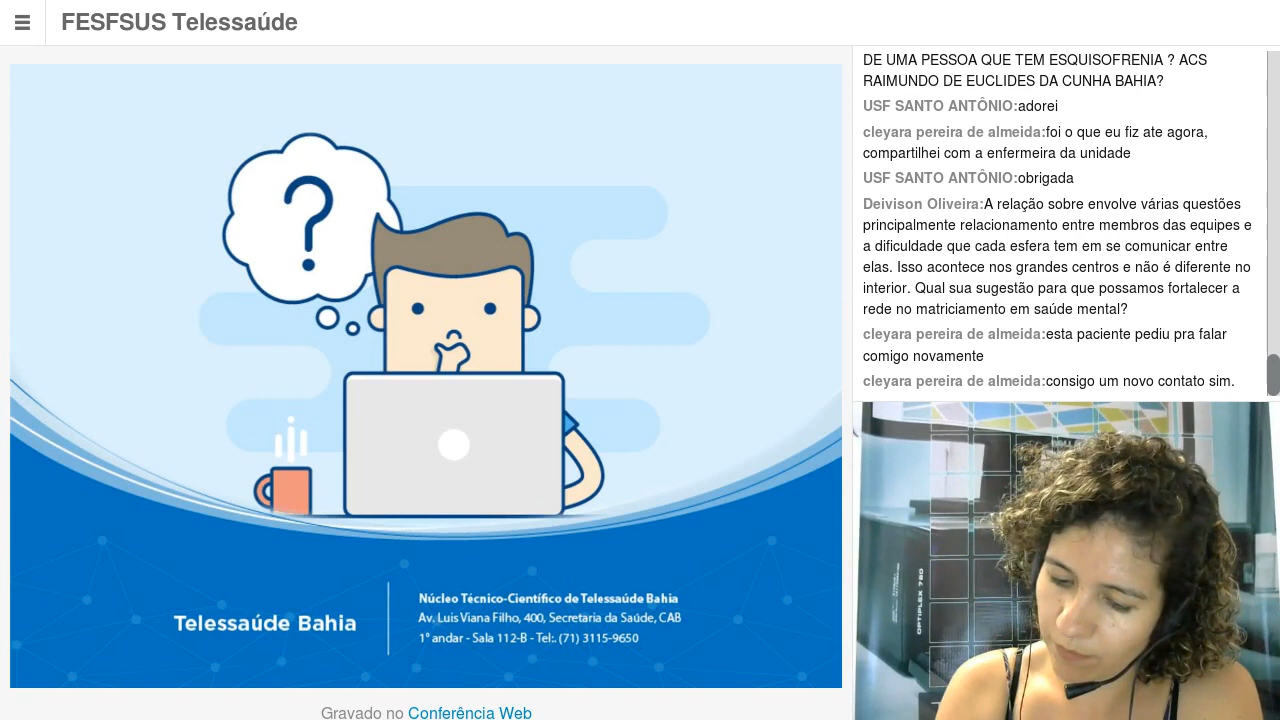 FESFSUS Telessaúde
DE UMA PESSOA QUE TEM ESQUISOFRENIA ? ACS
RAIMUNDO DE EUCLIDES DA CUNHA BAHIA?
USF SANTO ANTÔNIO:adorei
cleyara pereira de almeida:foi o que eu fiz ate agora,
compartilhei com a enfermeira da unidade
USF SANTO ANTÔNIO:obrigada
Deivison Oliveira:A relação sobre envolve várias questões
principalmente relacionamento entre membros das equipes e
a dificuldade que cada esfera tem em se comunicar entre
elas. Isso acontece nos grandes centros e não é diferente no
interior. Qual sua sugestão para que possamos fortalecer a
rede no matriciamento em saúde mental?
cleyara pereira de almeida:esta paciente pediu pra falar
comigo novamente
cleyara pereira de almeida:consigo um novo contato sim.
?
Telessaúde Bahia
Núcleo Técnico-Científico de Telessaúde Bahia
Av. Luis Viana Filho, 400, Secretaria da Saúde, CAB
1° andar - Sala 112-B - Tel:. (71) 3115-9650
OPTIPLEX 780
Gravado no Conferência Web